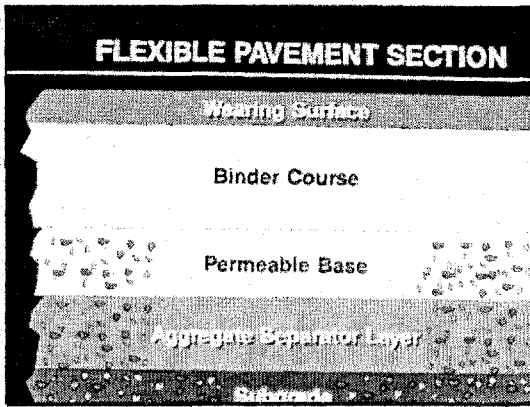 FLEXIBLE PAVEMENT SECTION
Wearing Surface
Binder Course
Permeable Base
Aggregate Separator Layer
Subgrade